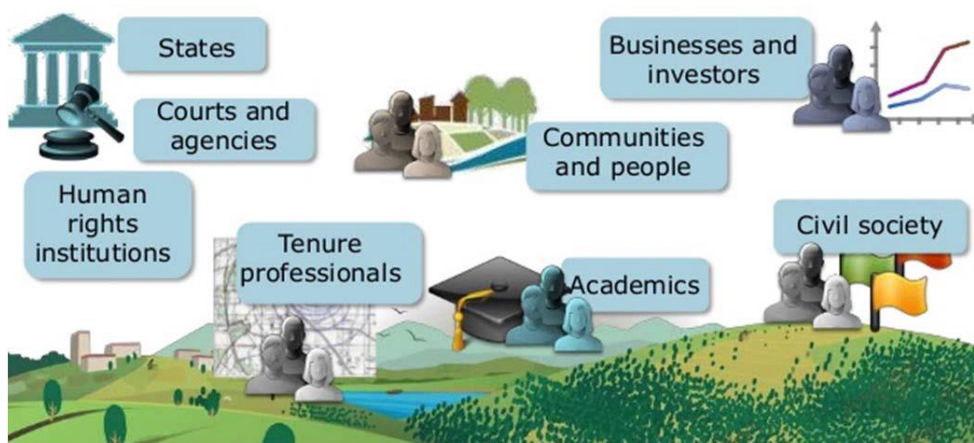 States
Courts and
agencies
Human
rights
institutions
Communities
and people
Businesses and
investors
Tenure
professionals
Academics
Civil society